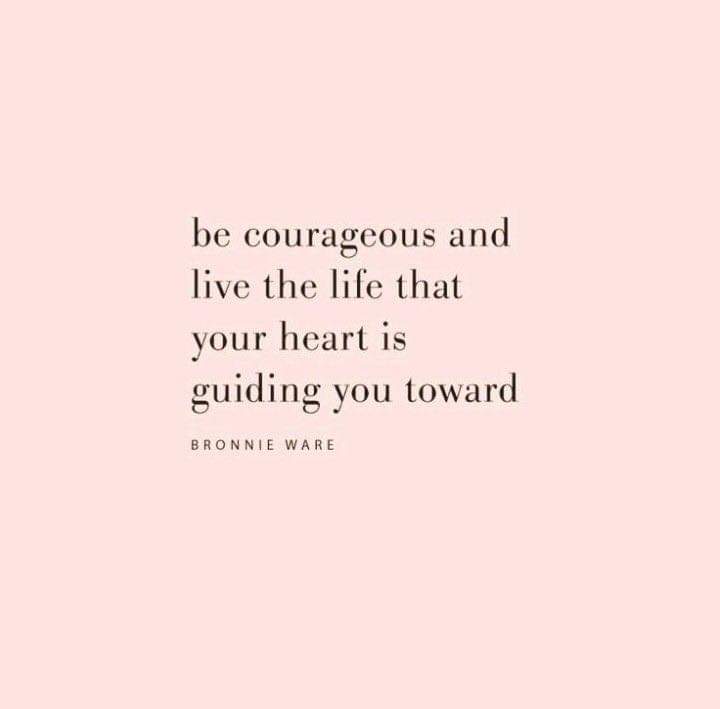 be courageous and
live the life that
your heart is
guiding you toward
BRONNIE WARE